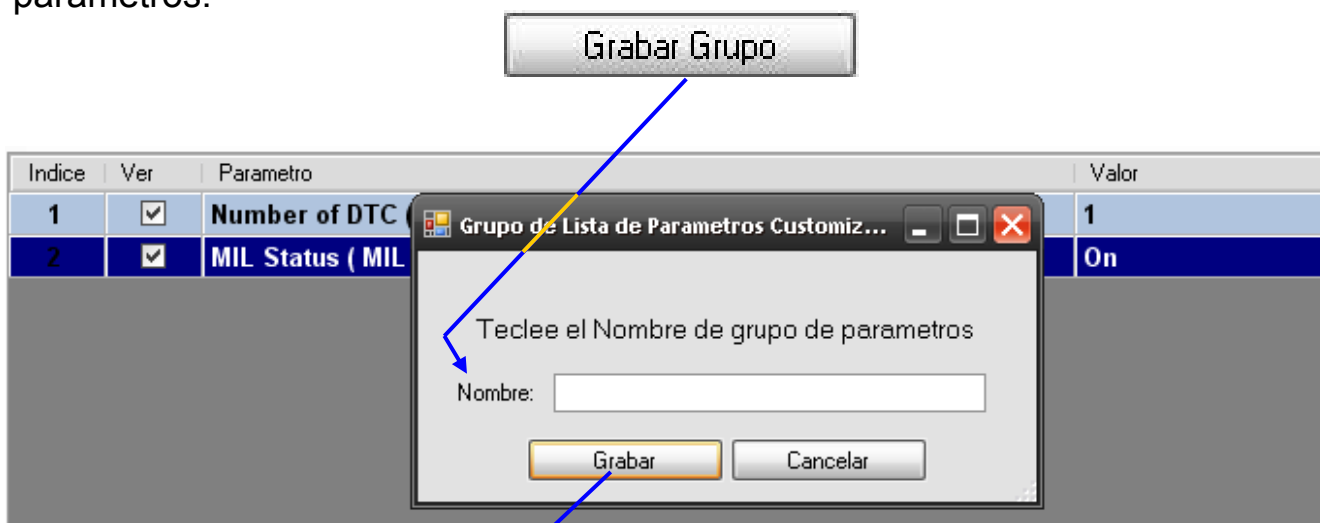 parametros.
Grabar Grupo
Indice Ver Parametro Valor
1 Number of DTC ( 1
2 MIL Status ( MIL On
Grupo de Lista de Parametros Customiz...
Teclee el Nombre de grupo de parametros
Nombre:
Grabar Cancelar